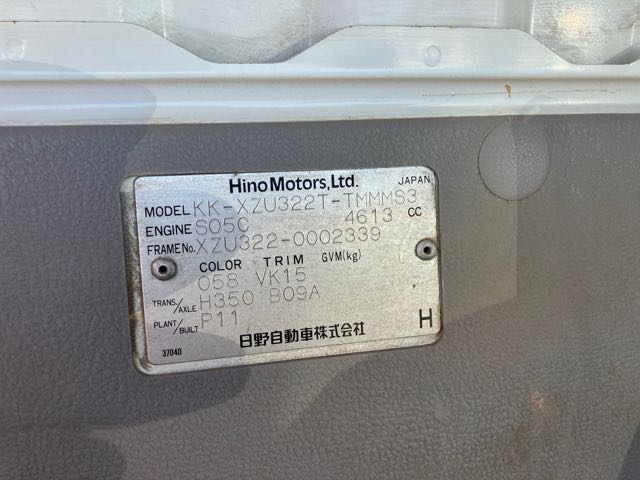 Hino Motors, Ltd. JAPAN
MODEL KK-XZU322T-TMMMS3
ENGINE S05C 4613 CC
FRAME No. XZU322-0002339
COLOR TRIM GVM(kg)
058 VK15
TRANS./AXLE H350 B09A
PLANT/BUILT P11
37040 日野自動車株式会社 H